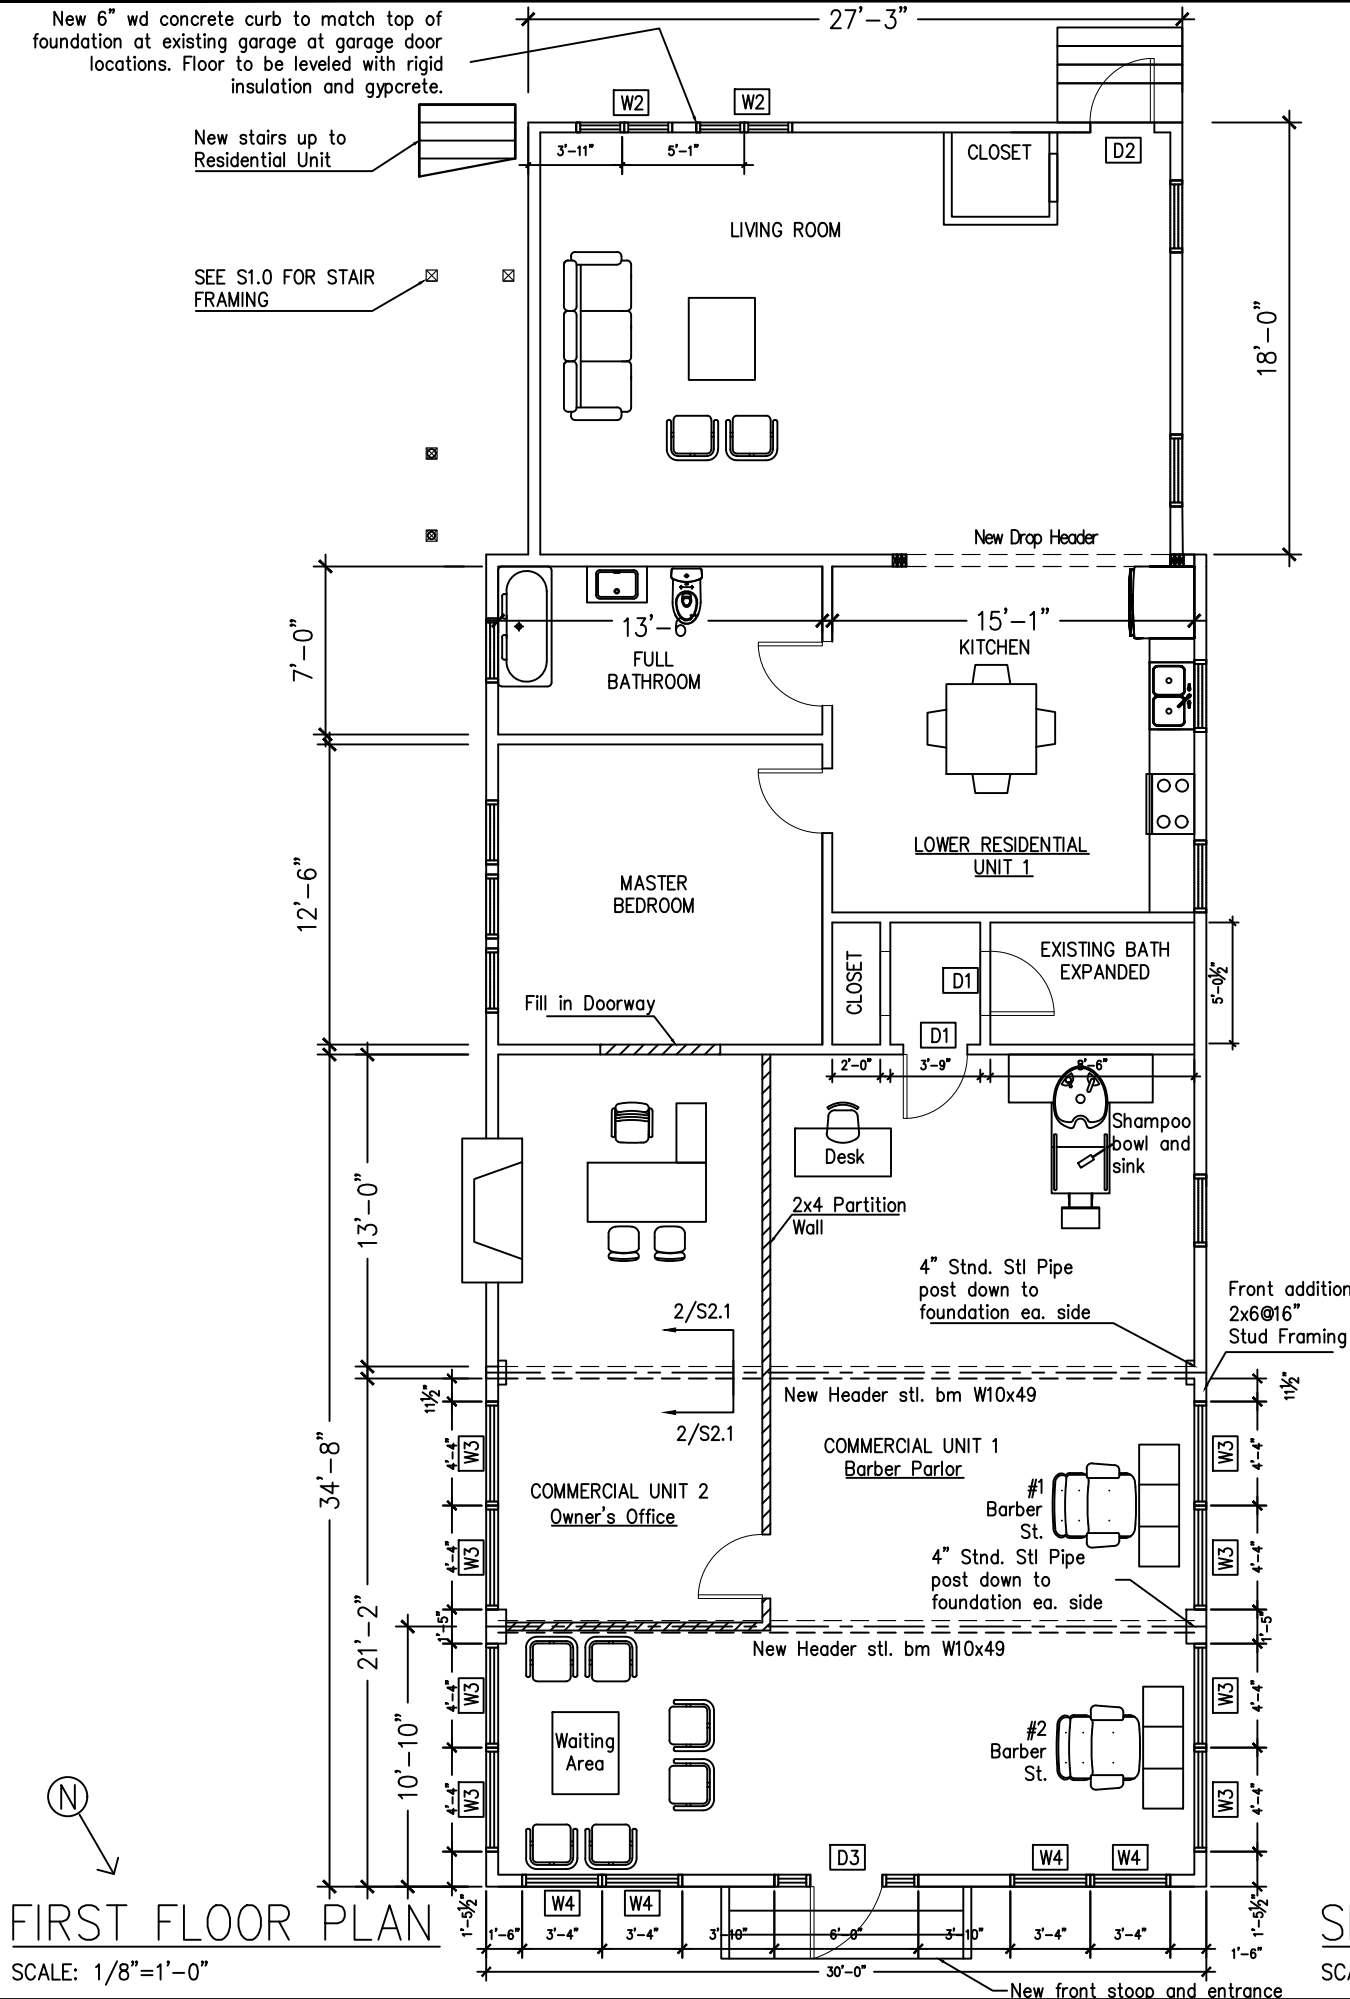 New 6" wd concrete curb to match top of
foundation at existing garage at garage door
locations. Floor to be leveled with rigid
insulation and gypcrete.
27'-3"
W2
W2
New stairs up to
Residential Unit
3'-11"
5'-1"
CLOSET
D2
LIVING ROOM
SEE S1.0 FOR STAIR
FRAMING
18'-0"
New Drop Header
7'-0"
13'-6
15'-1"
KITCHEN
FULL
BATHROOM
LOWER RESIDENTIAL
UNIT 1
12'-6"
MASTER
BEDROOM
CLOSET
D1
EXISTING BATH
EXPANDED
5'-0½"
Fill in Doorway
D1
2'-0"
3'-9"
8'-6"
Shampoo
bowl and
sink
Desk
13'-0"
2x4 Partition
Wall
4" Stnd. Stl Pipe
post down to
foundation ea. side
Front addition
2x6@16"
Stud Framing
2/S2.1
11½"
New Header stl. bm W10x49
11½"
2/S2.1
34'-8"
4'-4"
W3
COMMERCIAL UNIT 1
Barber Parlor
W3
4'-4"
COMMERCIAL UNIT 2
Owner's Office
#1
Barber
St.
4'-4"
W3
4" Stnd. Stl Pipe
post down to
foundation ea. side
W3
4'-4"
21'-2"
1'-5"
1'-5"
New Header stl. bm W10x49
4'-4"
W3
W3
4'-4"
10'-10"
Waiting
Area
#2
Barber
St.
4'-4"
W3
W3
4'-4"
N
D3
W4
W4
W4
W4
FIRST FLOOR PLAN
1'-5½"
1'-6"
3'-4"
3'-4"
3'-10"
6'-0"
3'-10"
3'-4"
3'-4"
1'-5½"
1'-6"
SCALE: 1/8"=1'-0"
30'-0"
New front stoop and entrance
S
SCA